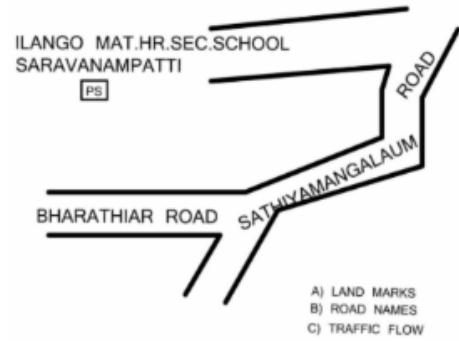 ILANGO MAT.HR.SEC.SCHOOL
SARAVANAMPATTI
PS
ROAD
SATHIYAMANGALAUM
BHARATHIAR ROAD
A) LAND MARKS
B) ROAD NAMES
C) TRAFFIC FLOW